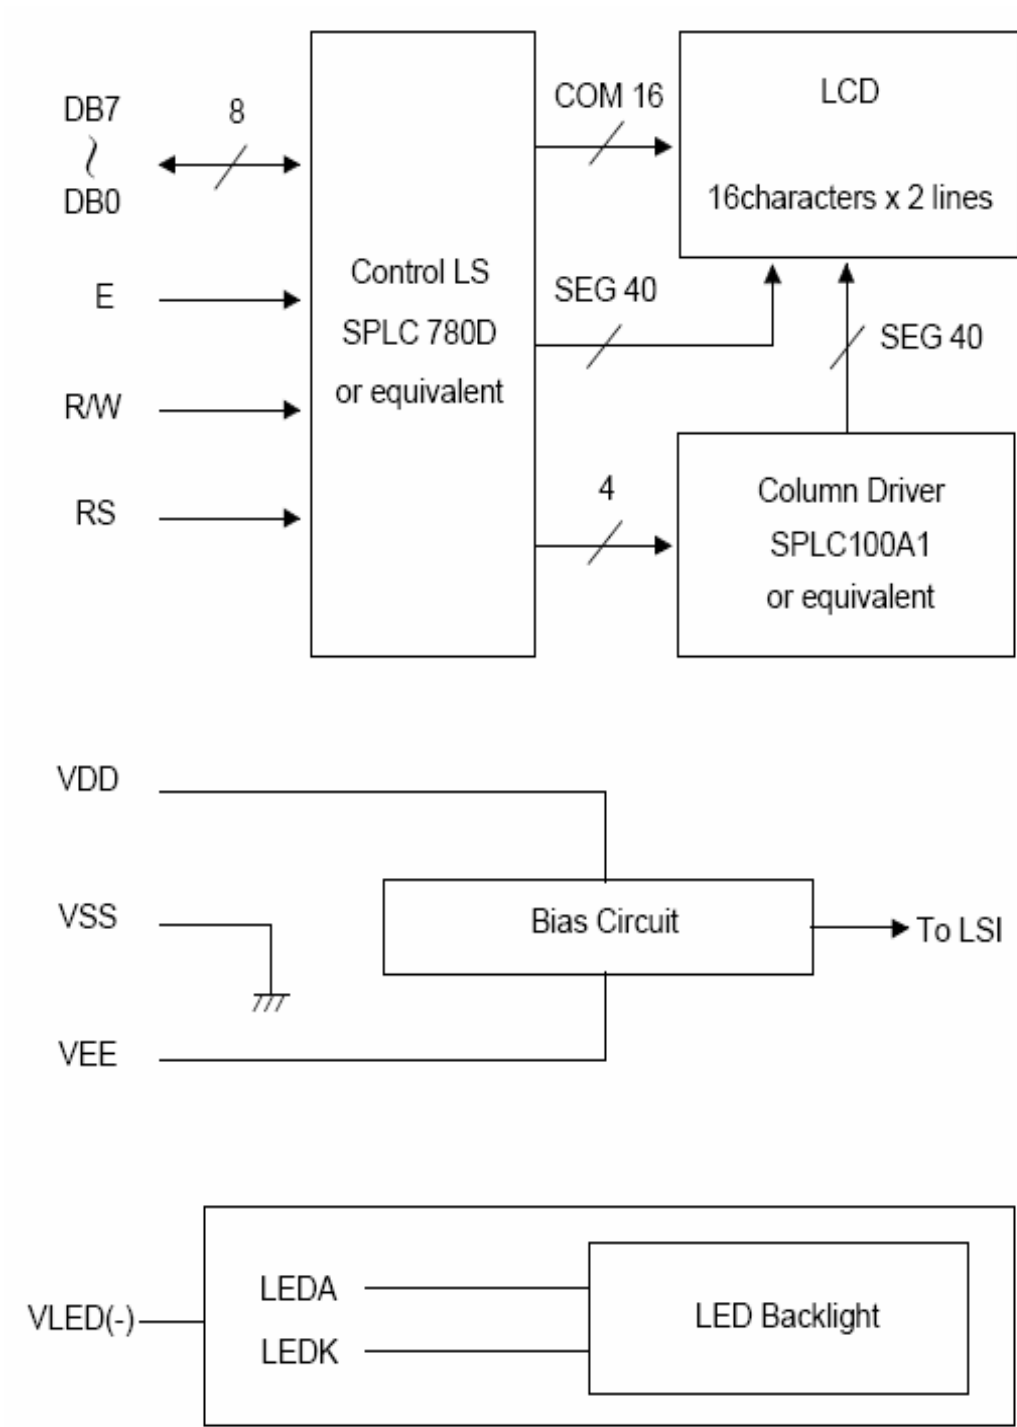 DB7
8
DB0
E
R/W
RS
Control LS
SPLC 780D
or equivalent
COM 16
SEG 40
4
LCD
16characters x 2 lines
SEG 40
Column Driver
SPLC100A1
or equivalent
VDD
VSS
VEE
Bias Circuit
To LSI
VLED(-)
LEDA
LEDK
LED Backlight